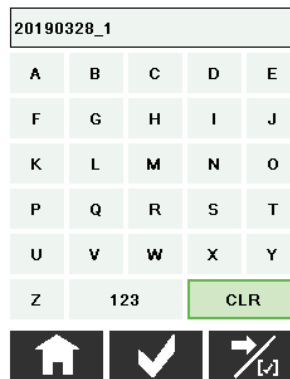 20190328_1
A B C D E
F G H I J
K L M N O
P Q R S T
U V W X Y
Z 123 CLR